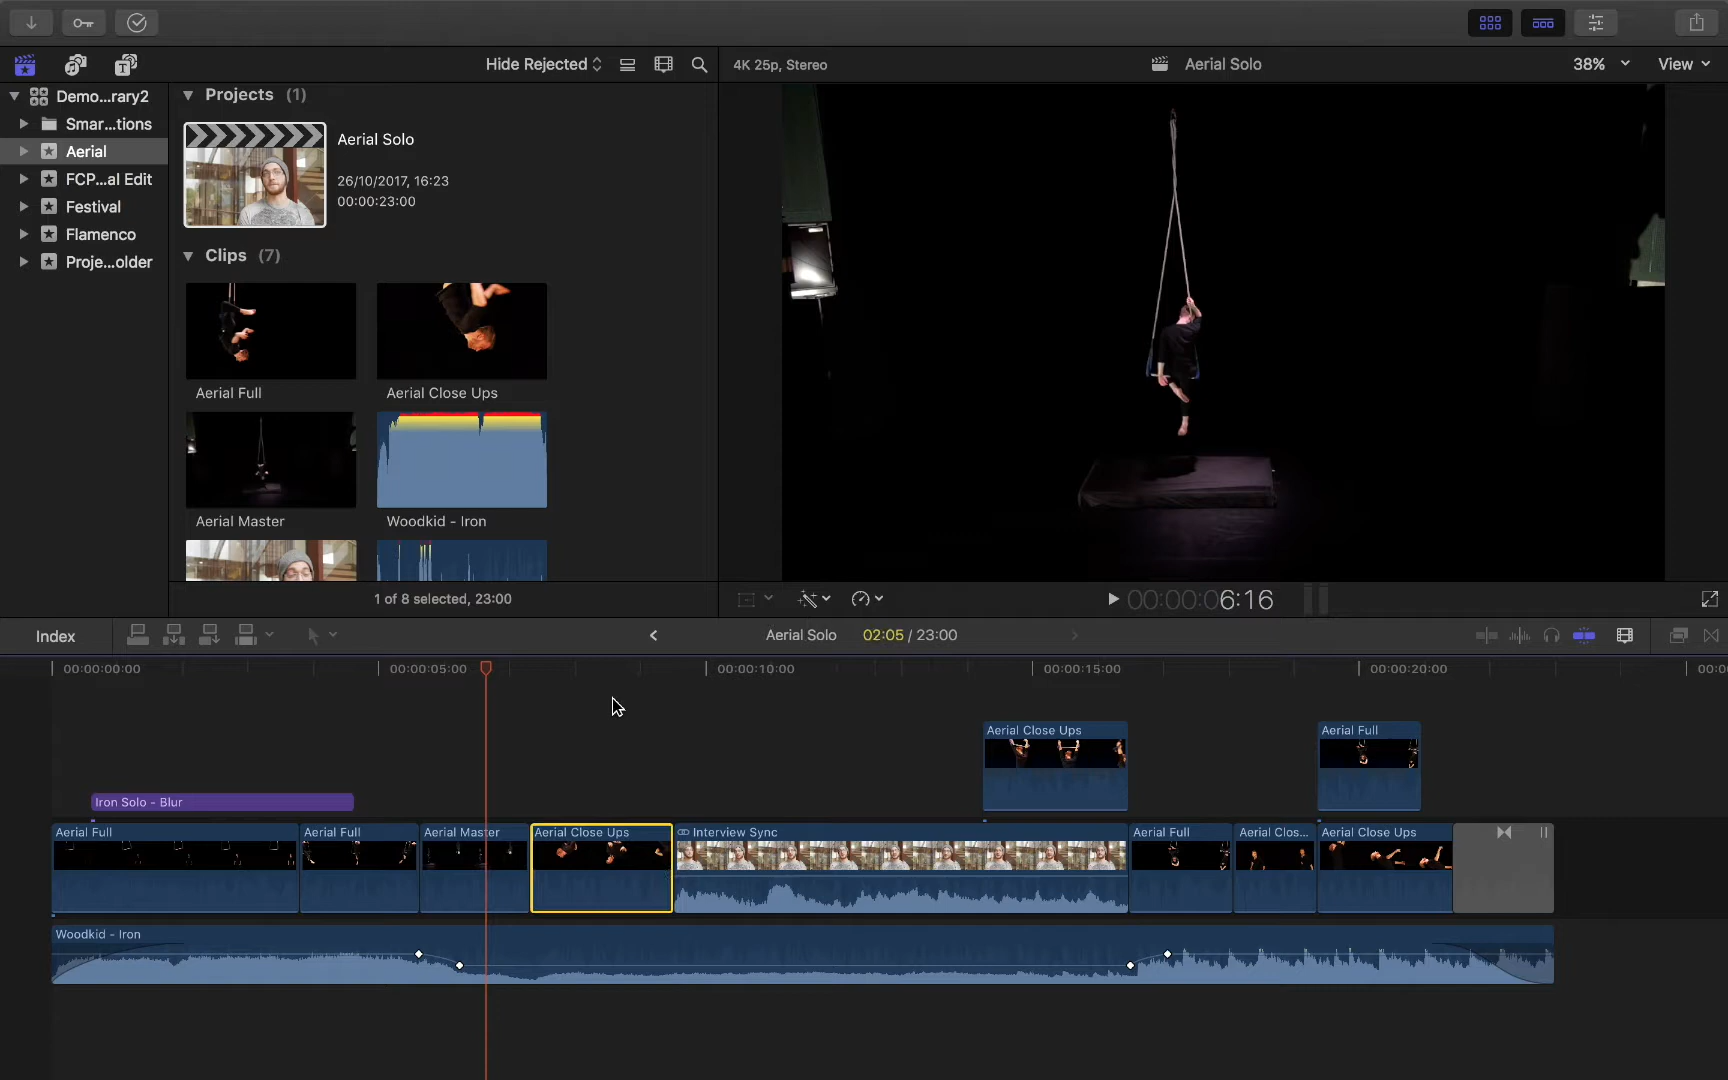 Hide Rejected
4K 25p, Stereo
Aerial Solo
38%
View
Demo...rary2
Smar...tions
Aerial
FCP...al Edit
Festival
Flamenco
Proje...older
Projects (1)
Aerial Solo
26/10/2017, 16:23
00:00:23:00
Clips (7)
Aerial Full
Aerial Close Ups
Aerial Master
Woodkid - Iron
1 of 8 selected, 23:00
00:00:06:16
Index
Aerial Solo
02:05 / 23:00
00:00:00:00
00:00:05:00
00:00:10:00
00:00:15:00
00:00:20:00
00:0
Aerial Close Ups
Aerial Full
Iron Solo - Blur
Aerial Full
Aerial Full
Aerial Master
Aerial Close Ups
Interview Sync
Aerial Full
Aerial Clos...
Aerial Close Ups
Woodkid - Iron